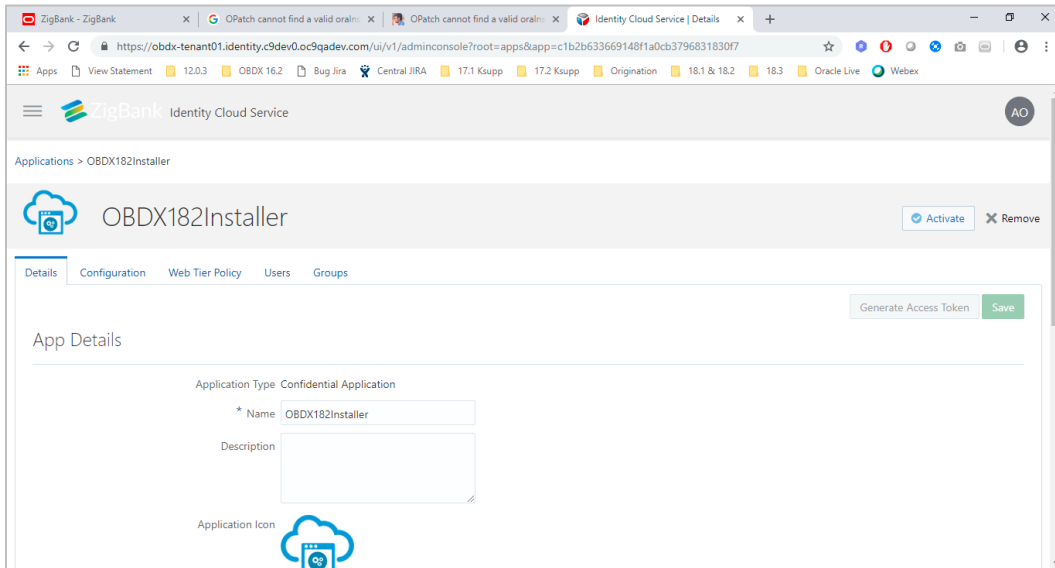 ZigBank - ZigBank
OPatch cannot find a valid oraIns
OPatch cannot find a valid oraIns
Identity Cloud Service | Details
https://obdx-tenant01.identity.c9dev0.oc9qadev.com/ui/v1/adminconsole?root=apps&app=c1b2b633669148f1a0cb3796831830f7
Apps View Statement 12.0.3 OBDX 16.2 Bug Jira Central JIRA 17.1 Ksupp 17.2 Ksupp Origination 18.1 & 18.2 18.3 Oracle Live Webex
ZigBank Identity Cloud Service AO
Applications > OBDX182Installer
OBDX182Installer
Activate Remove
Details Configuration Web Tier Policy Users Groups
Generate Access Token Save
App Details
Application Type Confidential Application
* Name OBDX182Installer
Description
Application Icon